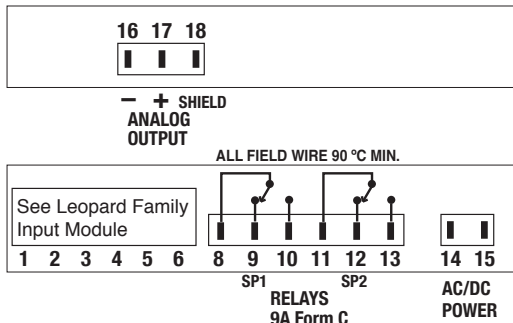 16 17 18
− + SHIELD
ANALOG
OUTPUT
ALL FIELD WIRE 90 ºC MIN.
See Leopard Family
Input Module
1 2 3 4 5 6 8 9 10 11 12 13 14 15
SP1 SP2
RELAYS
9A Form C
AC/DC
POWER